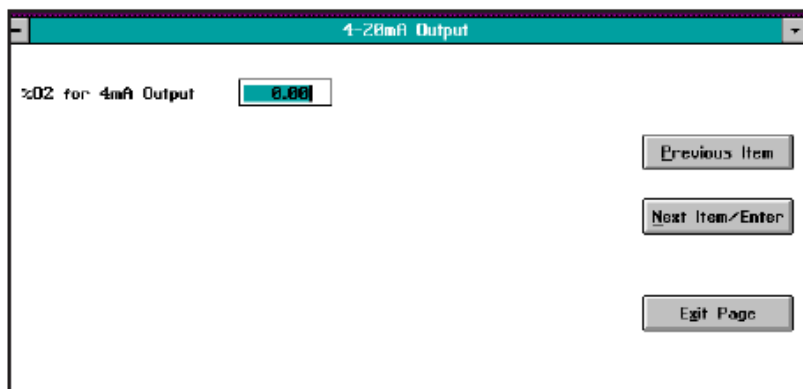 4-20mA Output
%O2 for 4mA Output 0.00
Previous Item
Next Item/Enter
Exit Page